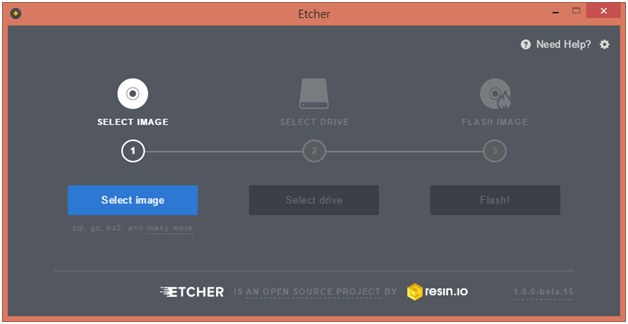 Etcher
Need Help?
SELECT IMAGE
SELECT DRIVE
FLASH IMAGE
1
2
3
Select image
Select drive
Flash!
zip, gz, bz2, and many more
ETCHER IS AN OPEN SOURCE PROJECT BY resin.io
1.0.0-beta.15